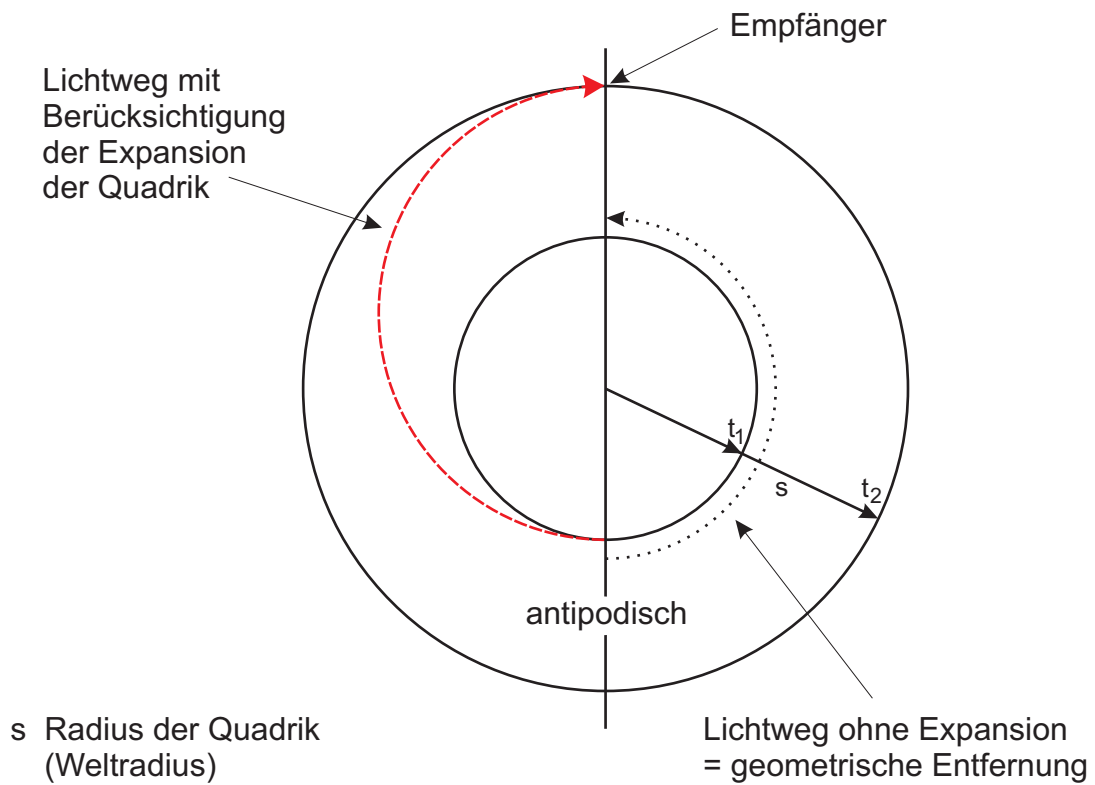 Empfänger
Lichtweg mit
Berücksichtigung
der Expansion
der Quadrik
t1
s
t2
antipodisch
s Radius der Quadrik
(Weltradius)
Lichtweg ohne Expansion
= geometrische Entfernung